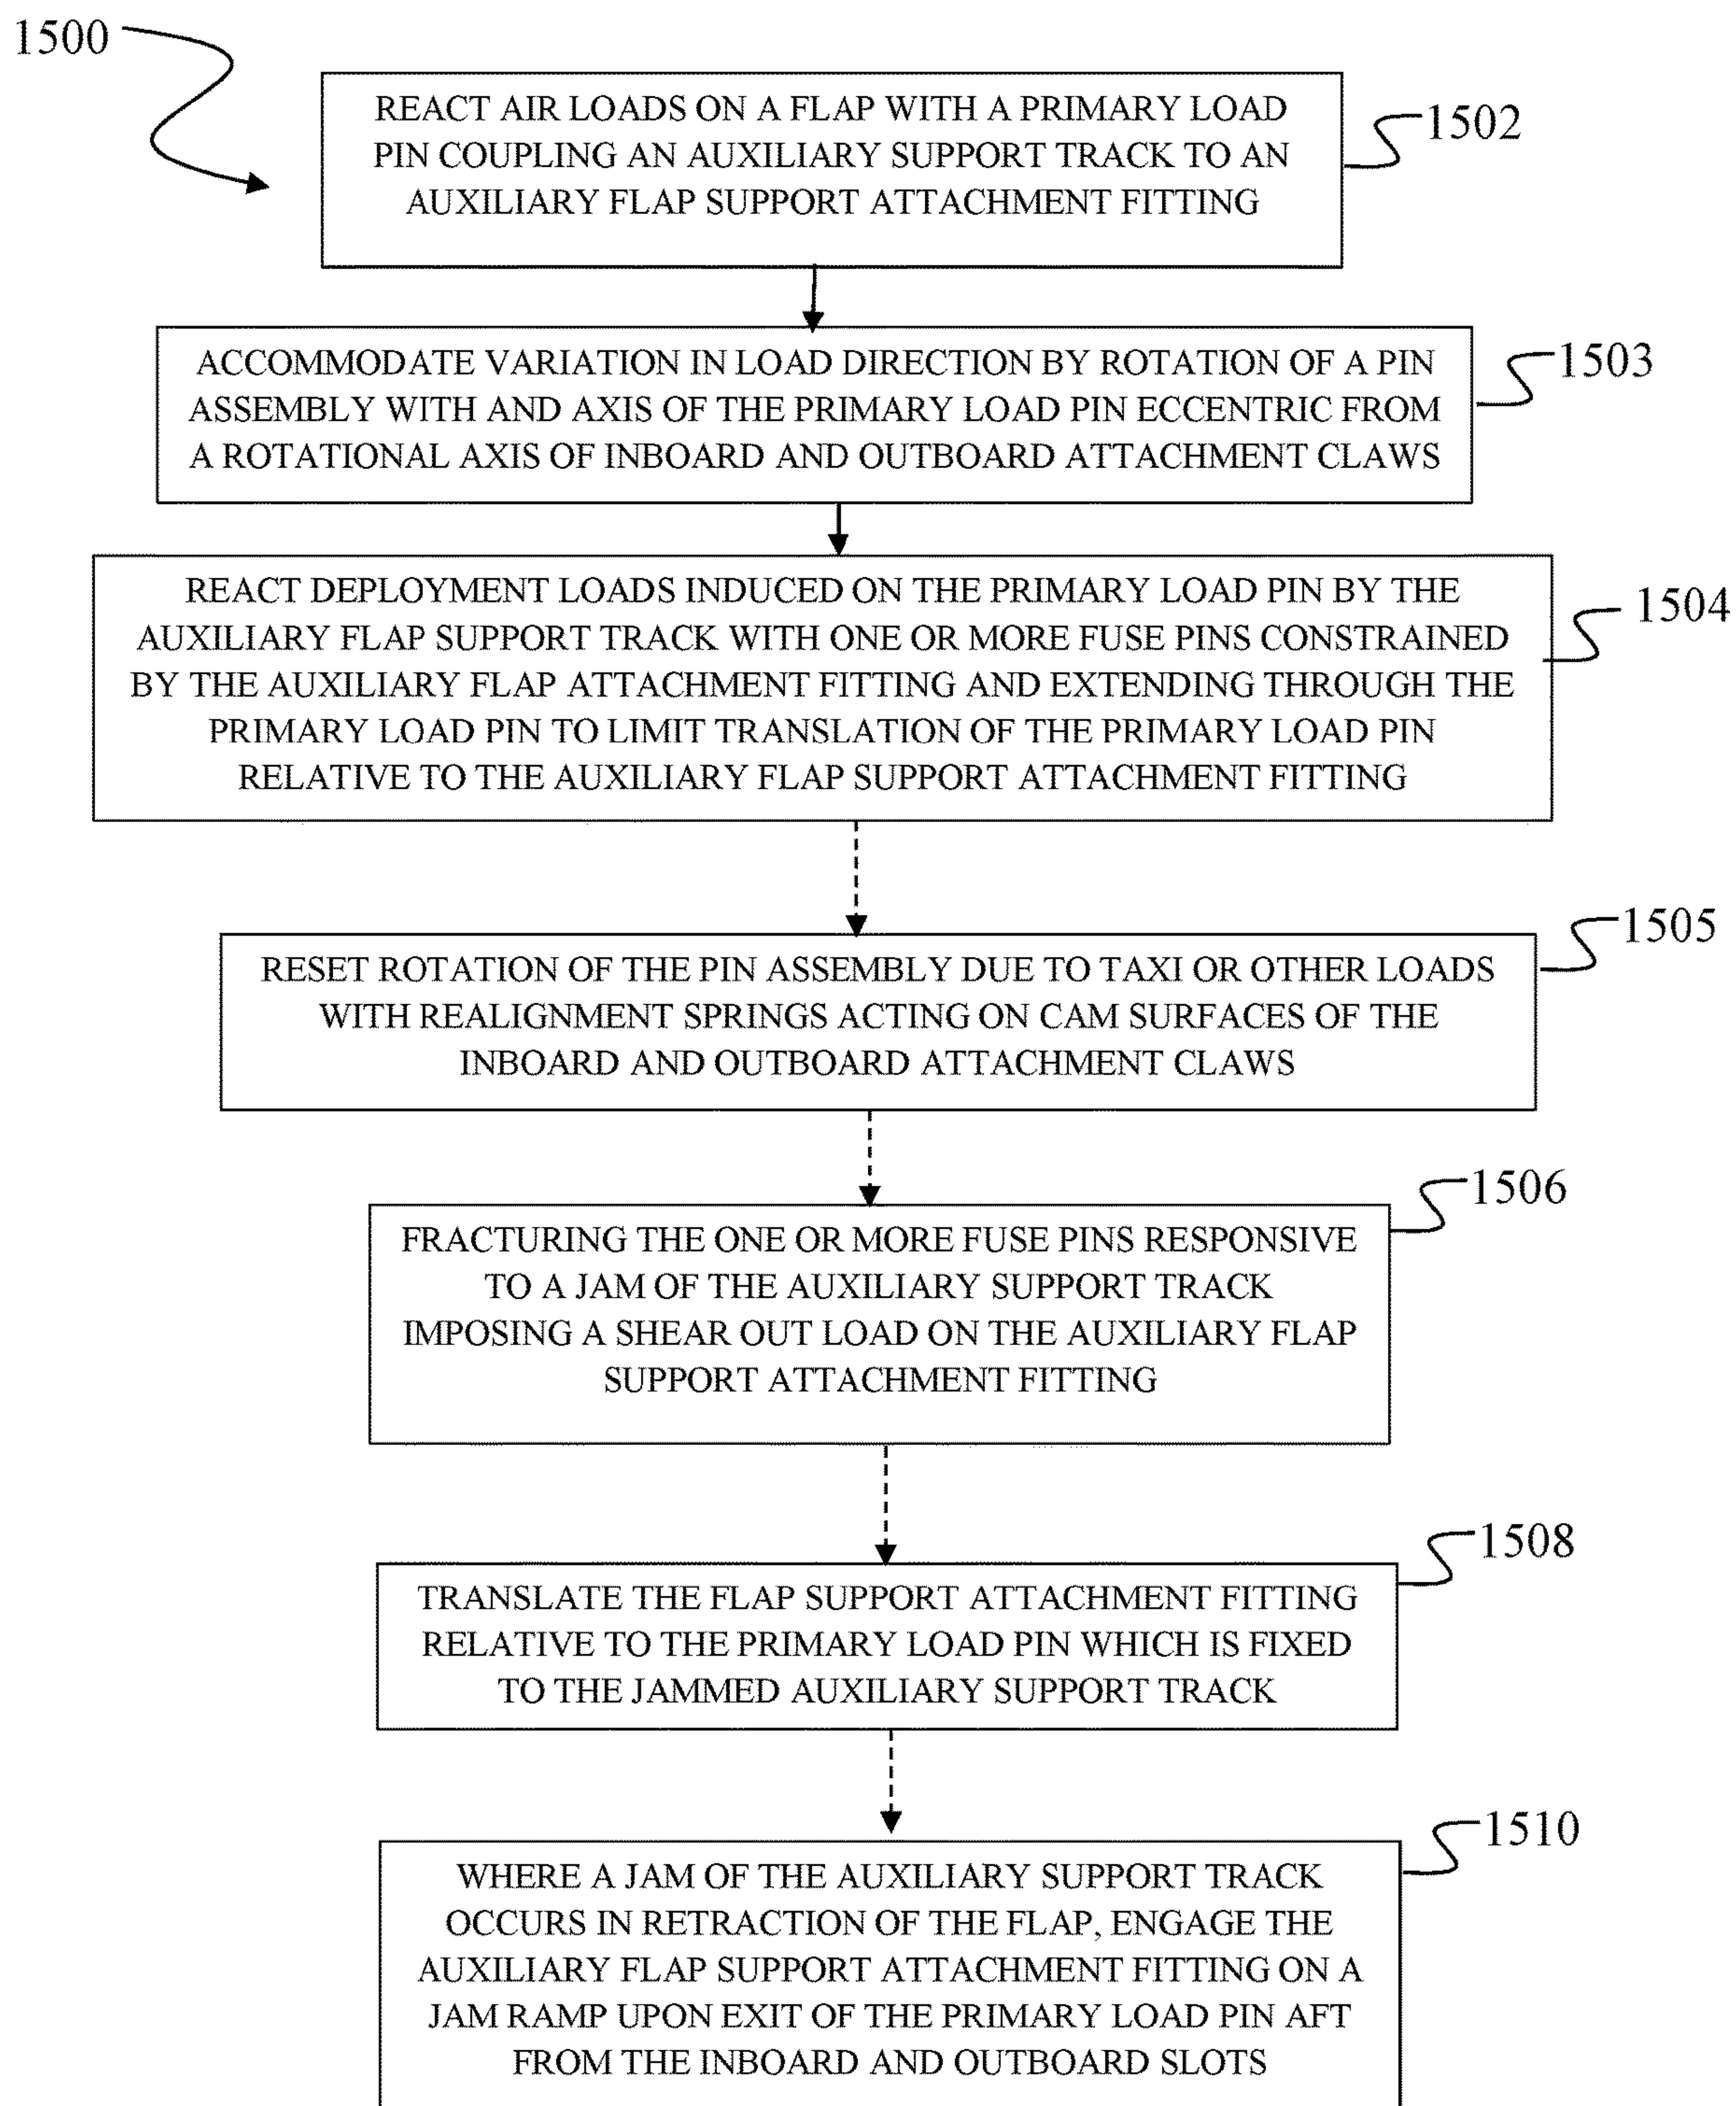 1500
REACT AIR LOADS ON A FLAP WITH A PRIMARY LOAD
PIN COUPLING AN AUXILIARY SUPPORT TRACK TO AN
AUXILIARY FLAP SUPPORT ATTACHMENT FITTING
1502
ACCOMMODATE VARIATION IN LOAD DIRECTION BY ROTATION OF A PIN
ASSEMBLY WITH AND AXIS OF THE PRIMARY LOAD PIN ECCENTRIC FROM
A ROTATIONAL AXIS OF INBOARD AND OUTBOARD ATTACHMENT CLAWS
1503
REACT DEPLOYMENT LOADS INDUCED ON THE PRIMARY LOAD PIN BY THE
AUXILIARY FLAP SUPPORT TRACK WITH ONE OR MORE FUSE PINS CONSTRAINED
BY THE AUXILIARY FLAP ATTACHMENT FITTING AND EXTENDING THROUGH THE
PRIMARY LOAD PIN TO LIMIT TRANSLATION OF THE PRIMARY LOAD PIN
RELATIVE TO THE AUXILIARY FLAP SUPPORT ATTACHMENT FITTING
1504
RESET ROTATION OF THE PIN ASSEMBLY DUE TO TAXI OR OTHER LOADS
WITH REALIGNMENT SPRINGS ACTING ON CAM SURFACES OF THE
INBOARD AND OUTBOARD ATTACHMENT CLAWS
1505
FRACTURING THE ONE OR MORE FUSE PINS RESPONSIVE
TO A JAM OF THE AUXILIARY SUPPORT TRACK
IMPOSING A SHEAR OUT LOAD ON THE AUXILIARY FLAP
SUPPORT ATTACHMENT FITTING
1506
TRANSLATE THE FLAP SUPPORT ATTACHMENT FITTING
RELATIVE TO THE PRIMARY LOAD PIN WHICH IS FIXED
TO THE JAMMED AUXILIARY SUPPORT TRACK
1508
WHERE A JAM OF THE AUXILIARY SUPPORT TRACK
OCCURS IN RETRACTION OF THE FLAP, ENGAGE THE
AUXILIARY FLAP SUPPORT ATTACHMENT FITTING ON A
JAM RAMP UPON EXIT OF THE PRIMARY LOAD PIN AFT
FROM THE INBOARD AND OUTBOARD SLOTS
1510